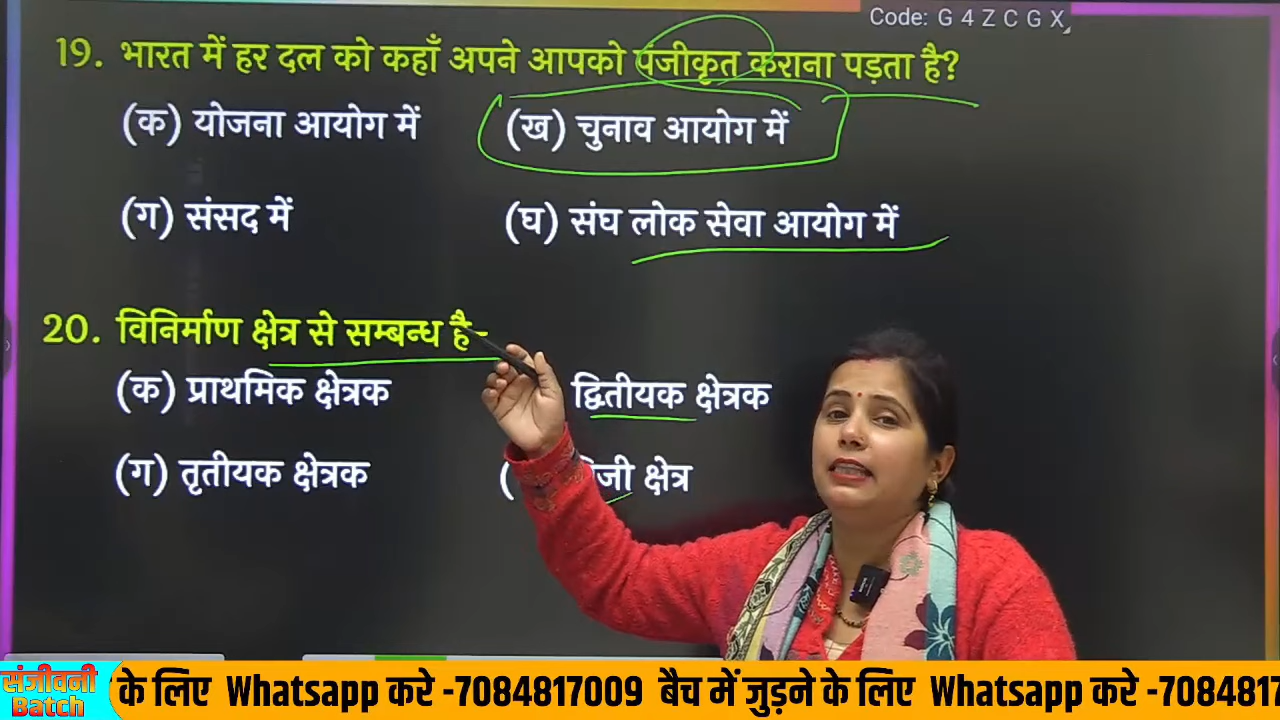 Code: G 4 Z C G X
19. भारत में हर दल को कहाँ अपने आपको पंजीकृत कराना पड़ता है?
(क) योजना आयोग में (ख) चुनाव आयोग में
(ग) संसद में (घ) संघ लोक सेवा आयोग में
20. विनिर्माण क्षेत्र से सम्बन्ध है-
(क) प्राथमिक क्षेत्रक द्वितीयक क्षेत्रक
(ग) तृतीयक क्षेत्रक ( क्षेत्र
संजीवनी
Batch
के लिए Whatsapp करे -7084817009 बैच में जुड़ने के लिए Whatsapp करे -7084817